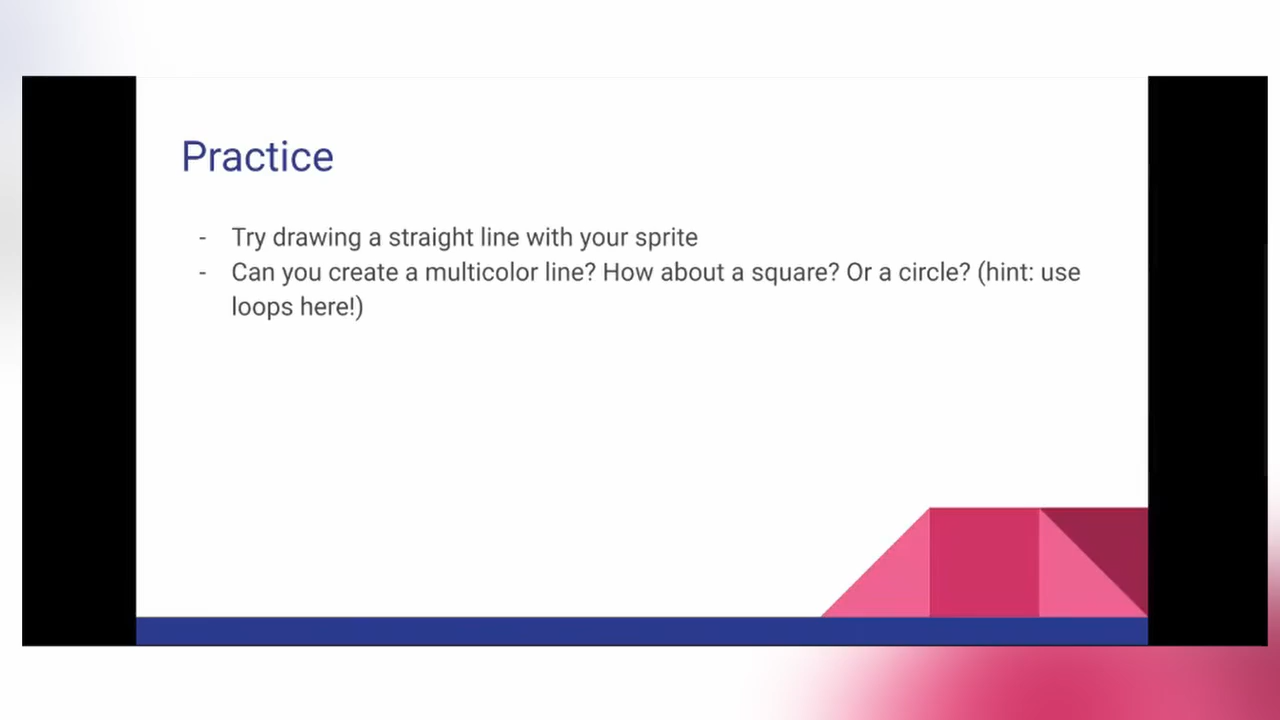 Practice
- Try drawing a straight line with your sprite
- Can you create a multicolor line? How about a square? Or a circle? (hint: use
loops here!)